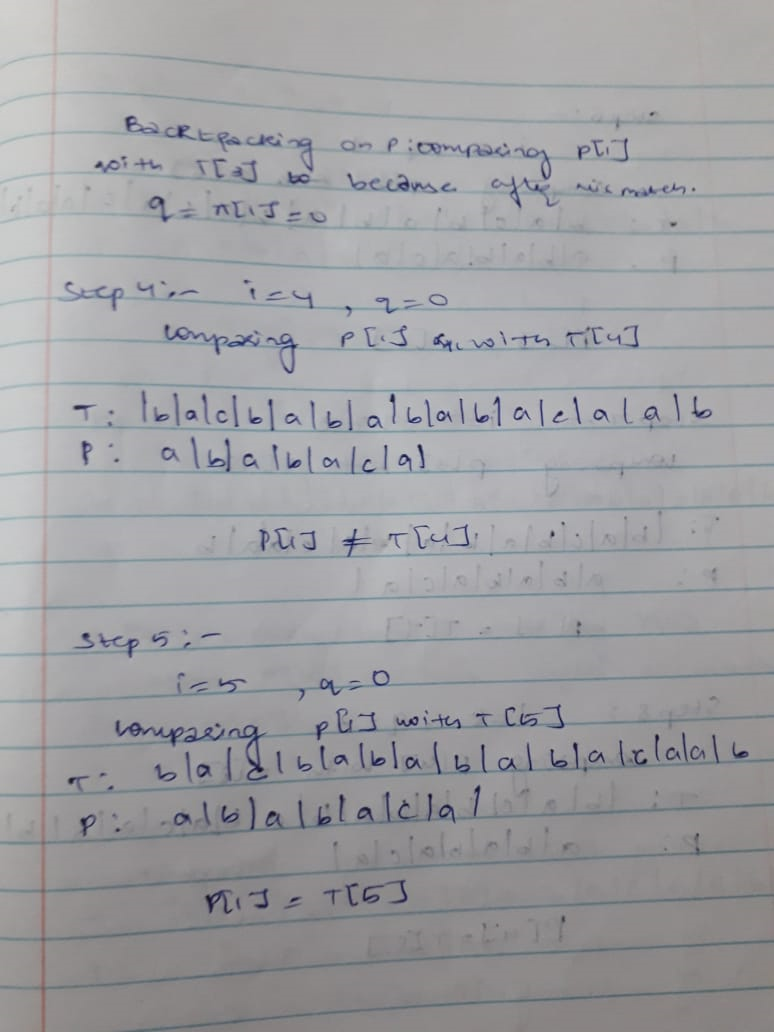 Backtracking on P: comparing P[1]
with T[3] because after mismatch.
q = π[1] = 0
Step 4:- i=4, q=0
comparing P[1] with T[4]
T: |b|a|c|b|a|b|a|b|a|b|a|c|a|a|b
P: a|b|a|b|a|c|a|
P[1] ≠ T[4].
Step 5:-
i=5, q=0
comparing P[1] with T[5]
T: b|a|c|b|a|b|a|b|a|b|a|c|a|a|b
P: a|b|a|b|a|c|a|
P[1] = T[5]